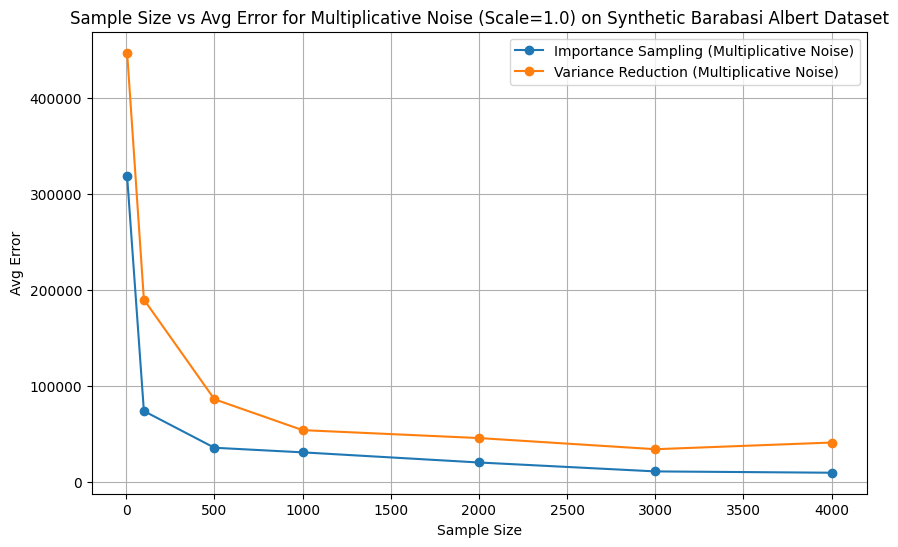 Sample Size vs Avg Error for Multiplicative Noise (Scale=1.0) on Synthetic Barabasi Albert Dataset
Importance Sampling (Multiplicative Noise)
Variance Reduction (Multiplicative Noise)
Avg Error
400000
300000
200000
100000
0
0 500 1000 1500 2000 2500 3000 3500 4000
Sample Size